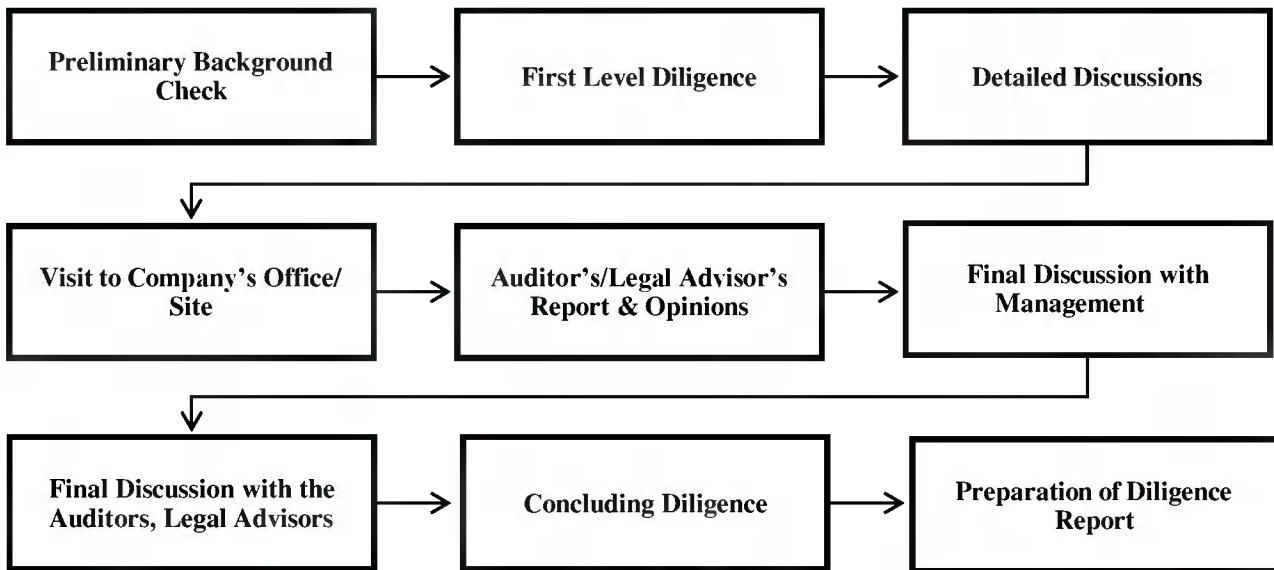 Preliminary Background
Check
First Level Diligence
Detailed Discussions
Visit to Company’s Office/
Site
Auditor’s/Legal Advisor’s
Report & Opinions
Final Discussion with
Management
Final Discussion with the
Auditors, Legal Advisors
Concluding Diligence
Preparation of Diligence
Report